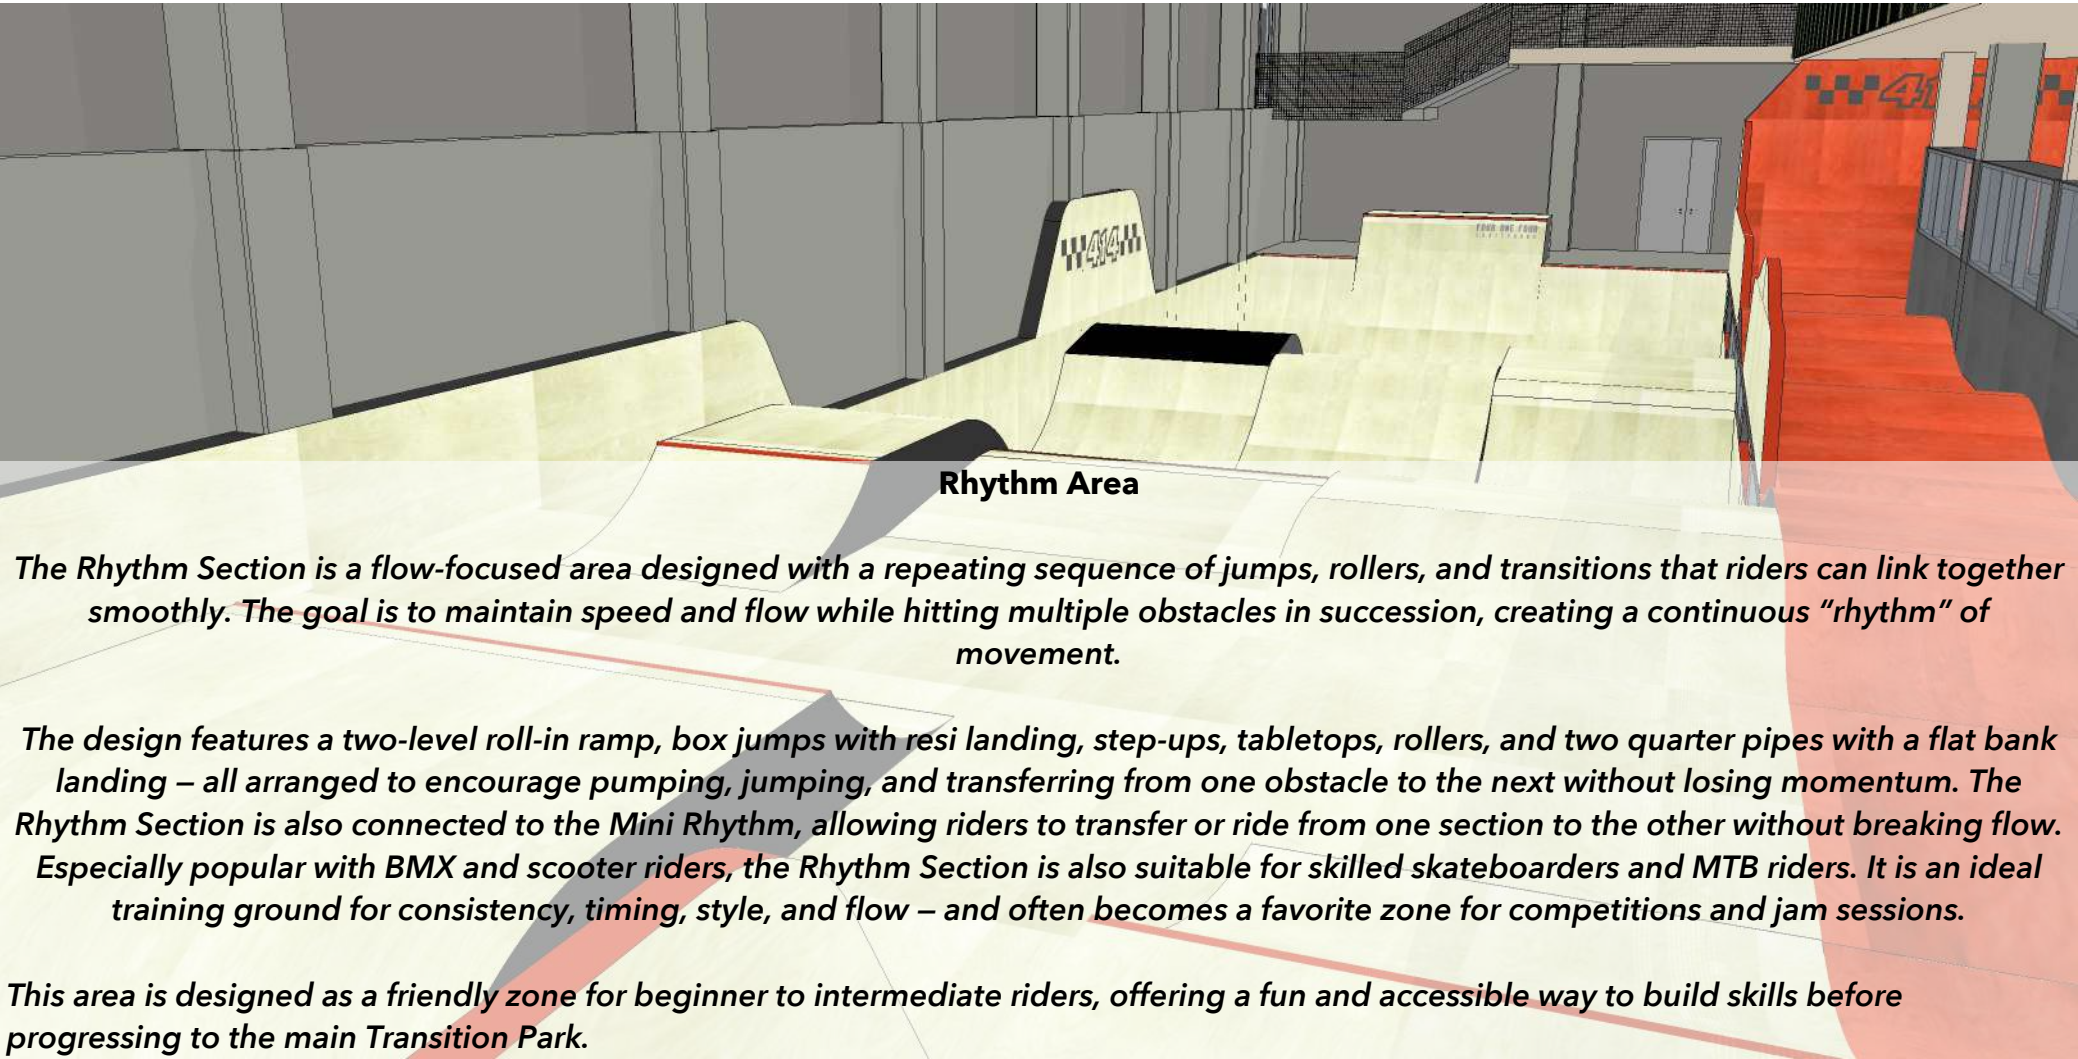 414
414
FOUR ONE FOUR
Rhythm Area
The Rhythm Section is a flow-focused area designed with a repeating sequence of jumps, rollers, and transitions that riders can link together
smoothly. The goal is to maintain speed and flow while hitting multiple obstacles in succession, creating a continuous “rhythm” of
movement.
The design features a two-level roll-in ramp, box jumps with resi landing, step-ups, tabletops, rollers, and two quarter pipes with a flat bank
landing – all arranged to encourage pumping, jumping, and transferring from one obstacle to the next without losing momentum. The
Rhythm Section is also connected to the Mini Rhythm, allowing riders to transfer or ride from one section to the other without breaking flow.
Especially popular with BMX and scooter riders, the Rhythm Section is also suitable for skilled skateboarders and MTB riders. It is an ideal
training ground for consistency, timing, style, and flow – and often becomes a favorite zone for competitions and jam sessions.
This area is designed as a friendly zone for beginner to intermediate riders, offering a fun and accessible way to build skills before
progressing to the main Transition Park.